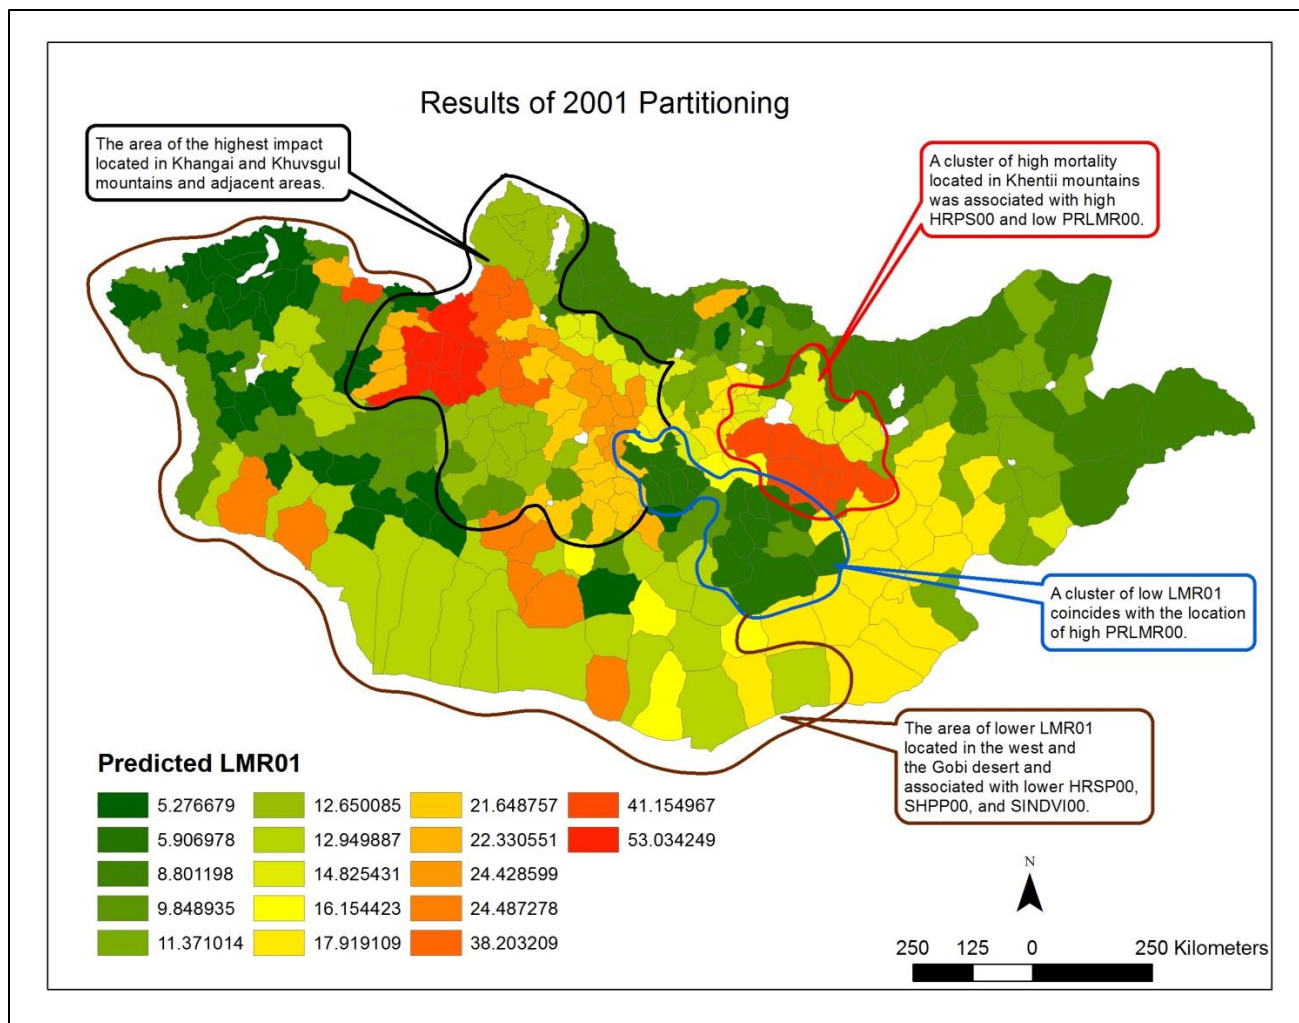 Results of 2001 Partitioning
The area of the highest impact
located in Khangai and Khuvsgul
mountains and adjacent areas.
A cluster of high mortality
located in Khentii mountains
was associated with high
HRPS00 and low PRLMR00.
A cluster of low LMR01
coincides with the location
of high PRLMR00.
The area of lower LMR01
located in the west and
the Gobi desert and
associated with lower HRSP00,
SHPP00, and SINDVI00.
Predicted LMR01
5.276679
5.906978
8.801198
9.848935
11.371014
12.650085
12.949887
14.825431
16.154423
17.919109
21.648757
22.330551
24.428599
24.487278
38.203209
41.154967
53.034249
N
250 125 0 250 Kilometers